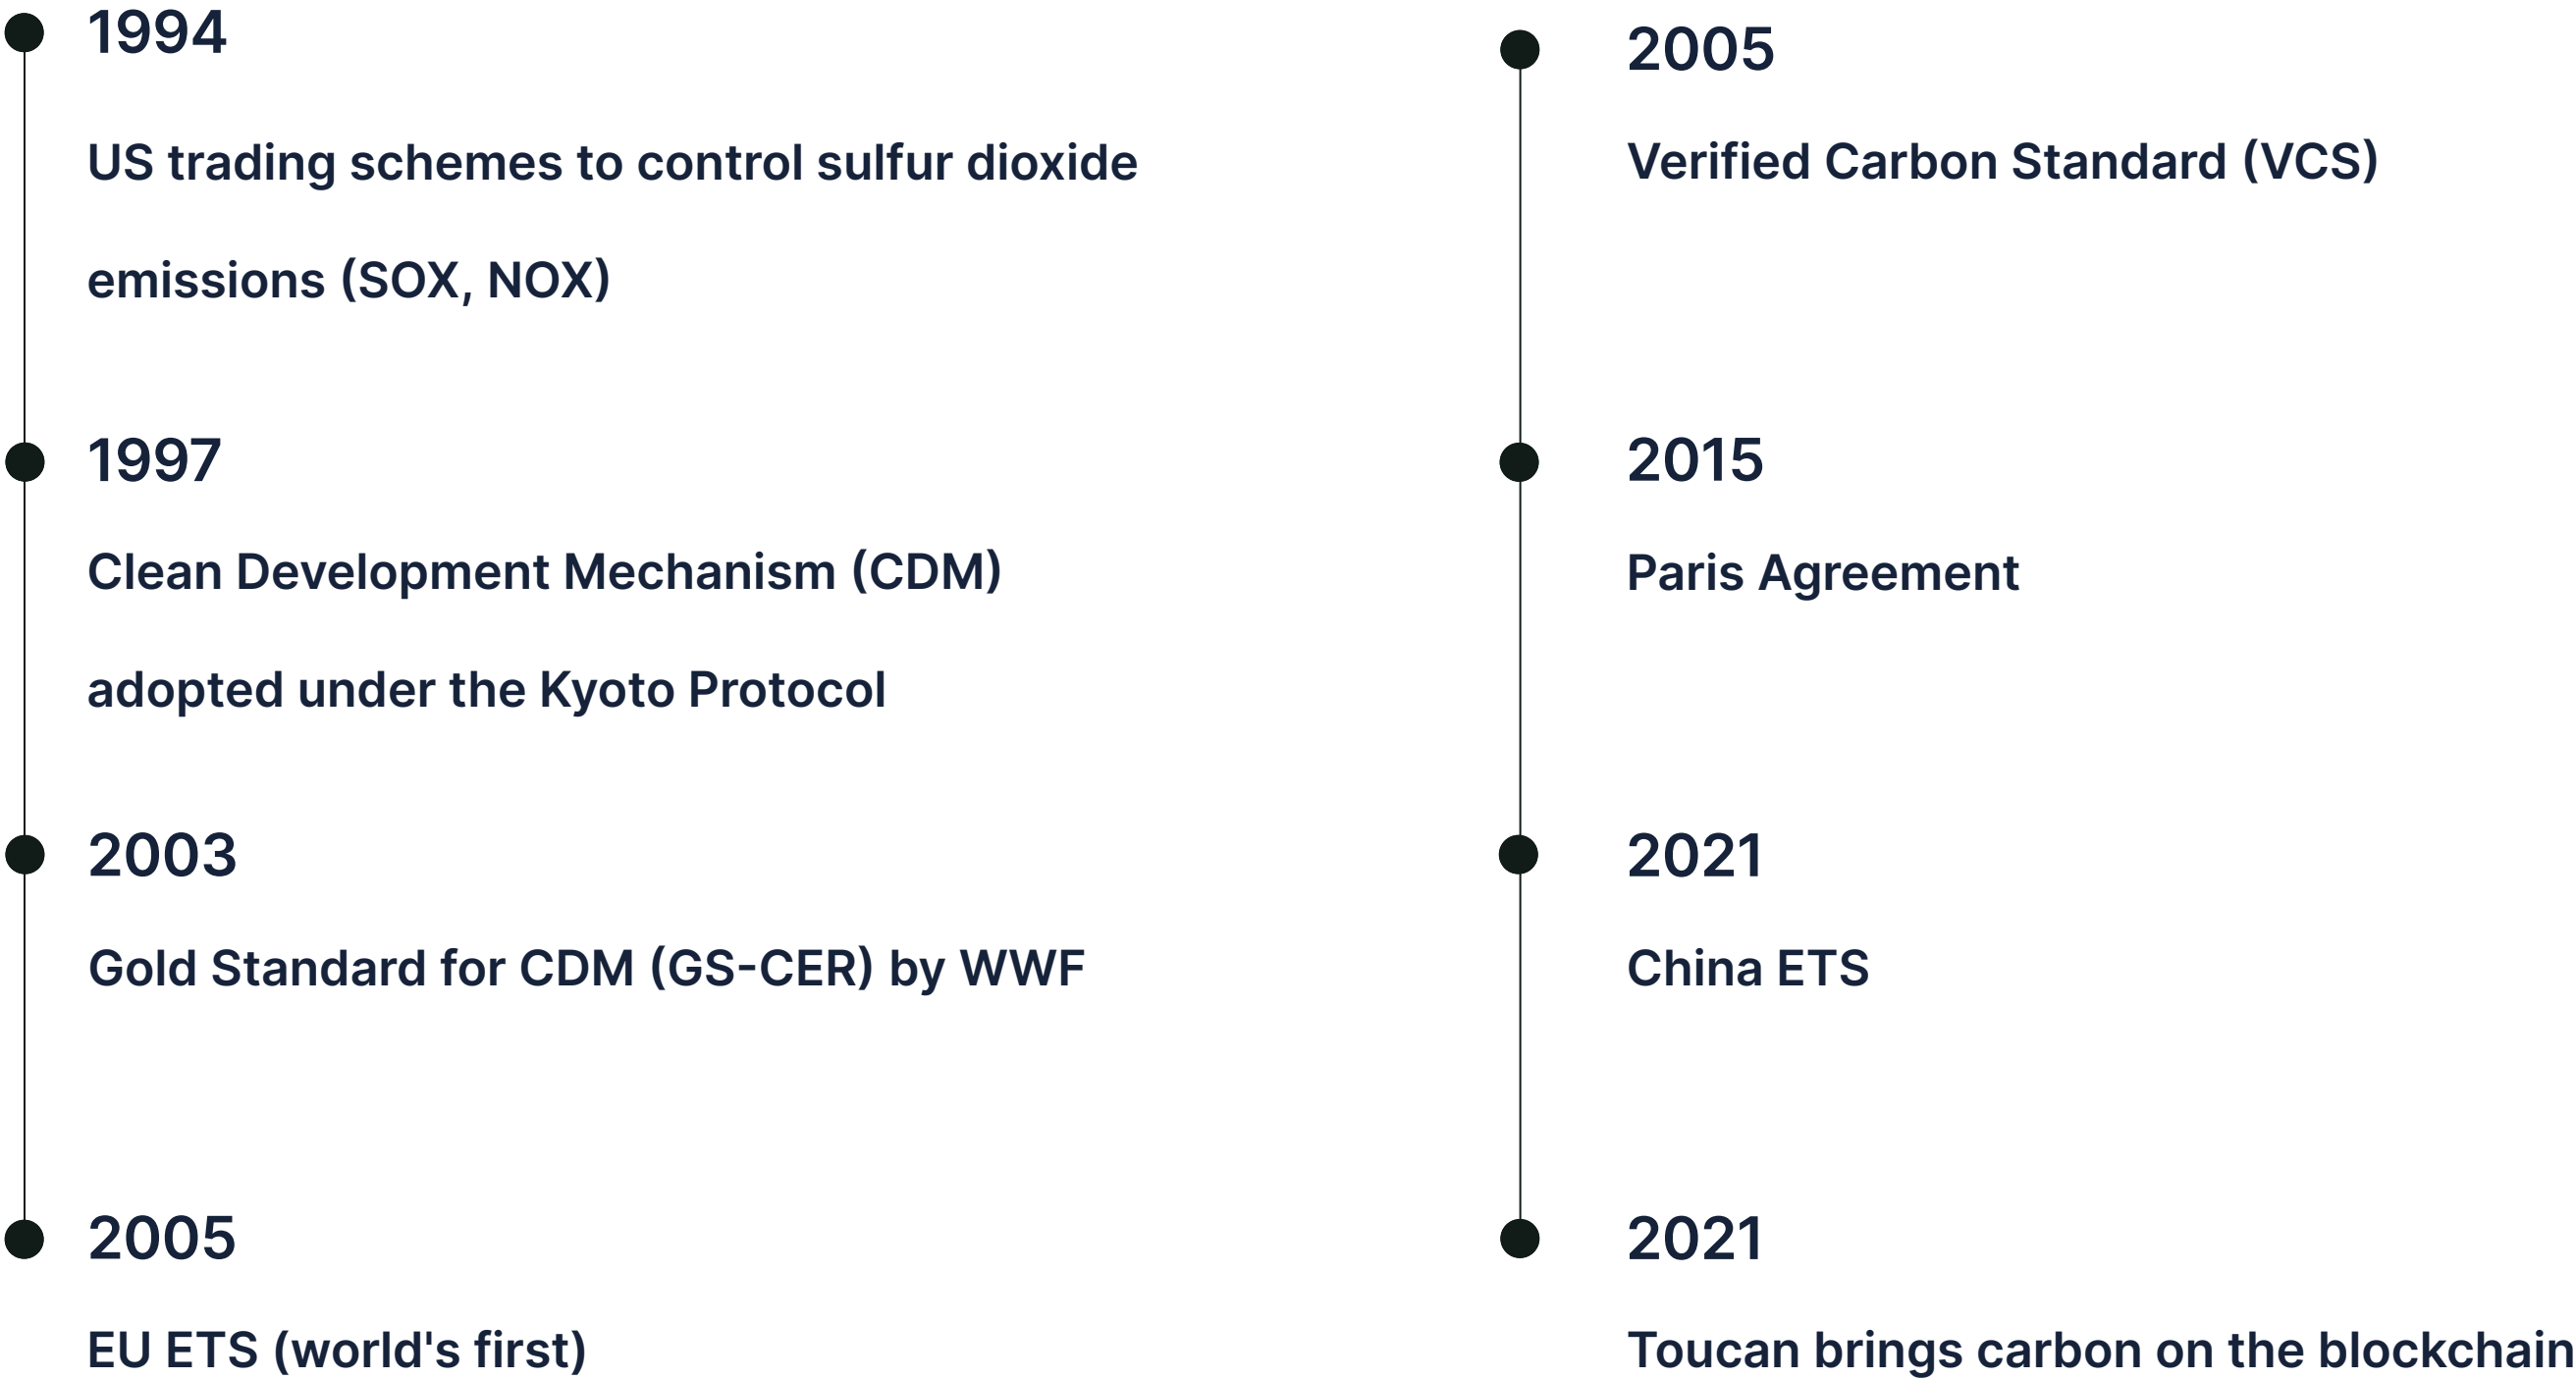 1994
US trading schemes to control sulfur dioxide
emissions (SOX, NOX)
1997
Clean Development Mechanism (CDM)
adopted under the Kyoto Protocol
2003
Gold Standard for CDM (GS-CER) by WWF
2005
EU ETS (world's first)
2005
Verified Carbon Standard (VCS)
2015
Paris Agreement
2021
China ETS
2021
Toucan brings carbon on the blockchain